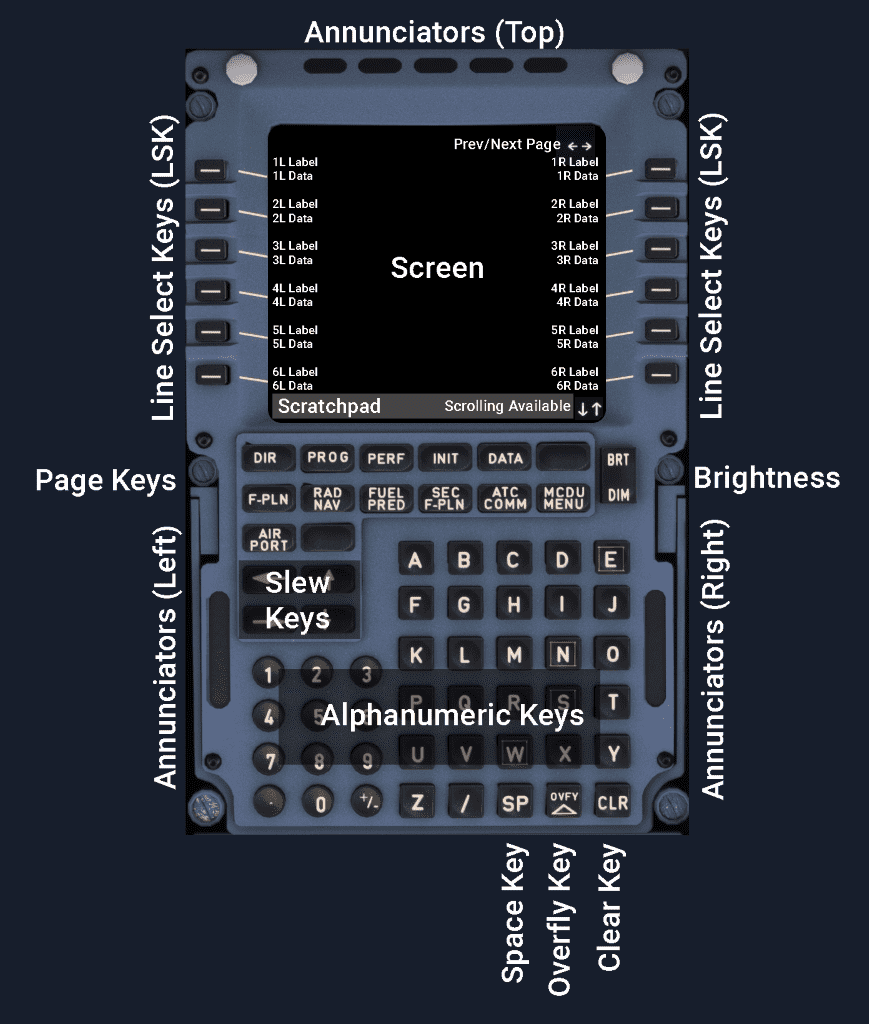 Annunciators (Top)
Line Select Keys (LSK)
Line Select Keys (LSK)
Prev/Next Page ←→
1L Label 1R Label
1L Data 1R Data
2L Label 2R Label
2L Data 2R Data
3L Label 3R Label
3L Data 3R Data
Screen
4L Label 4R Label
4L Data 4R Data
5L Label 5R Label
5L Data 5R Data
6L Label 6R Label
6L Data 6R Data
Scratchpad Scrolling Available ↓↑
Page Keys
Brightness
DIR PROG PERF INIT DATA BRT
DIM
F-PLN RAD NAV FUEL PRED SEC F-PLN ATC COMM MCDU MENU
AIR PORT
Annunciators (Left)
Annunciators (Right)
Slew
Keys
A B C D E
F G H I J
K L M N O
1 2 3
P Q R S T
4 5
Alphanumeric Keys
U V W X Y
7 8 9
. 0 +/- Z / SP OVFY CLR
Space Key
Overfly Key
Clear Key